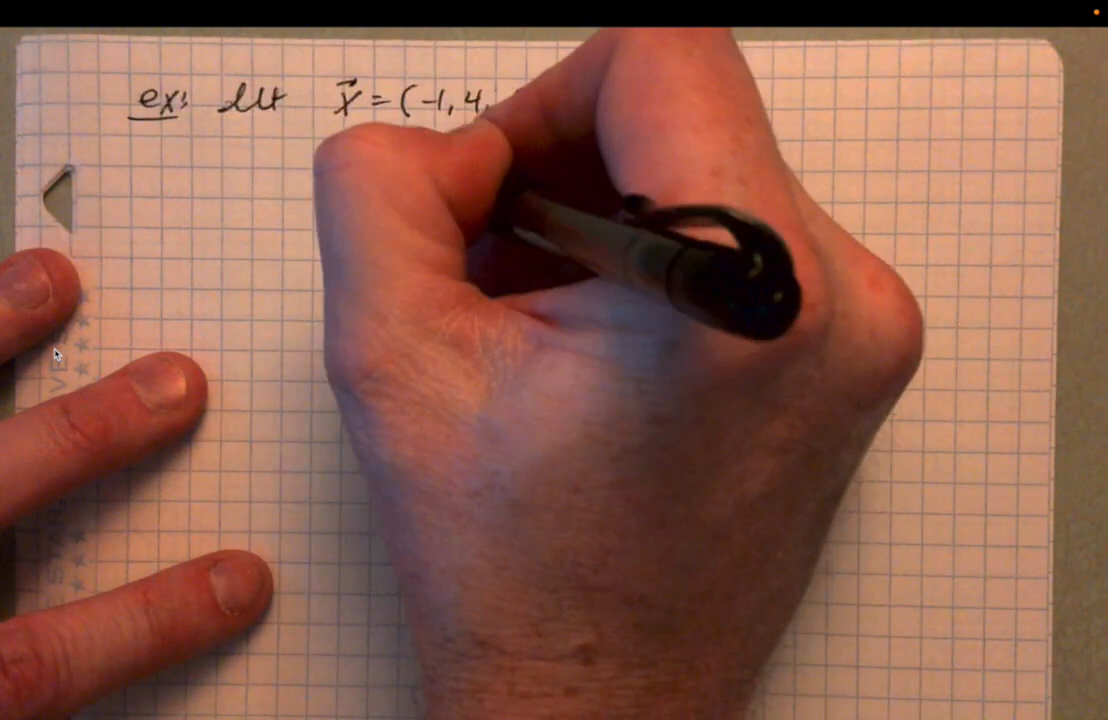 ex: let x⃗ = (-1, 4,